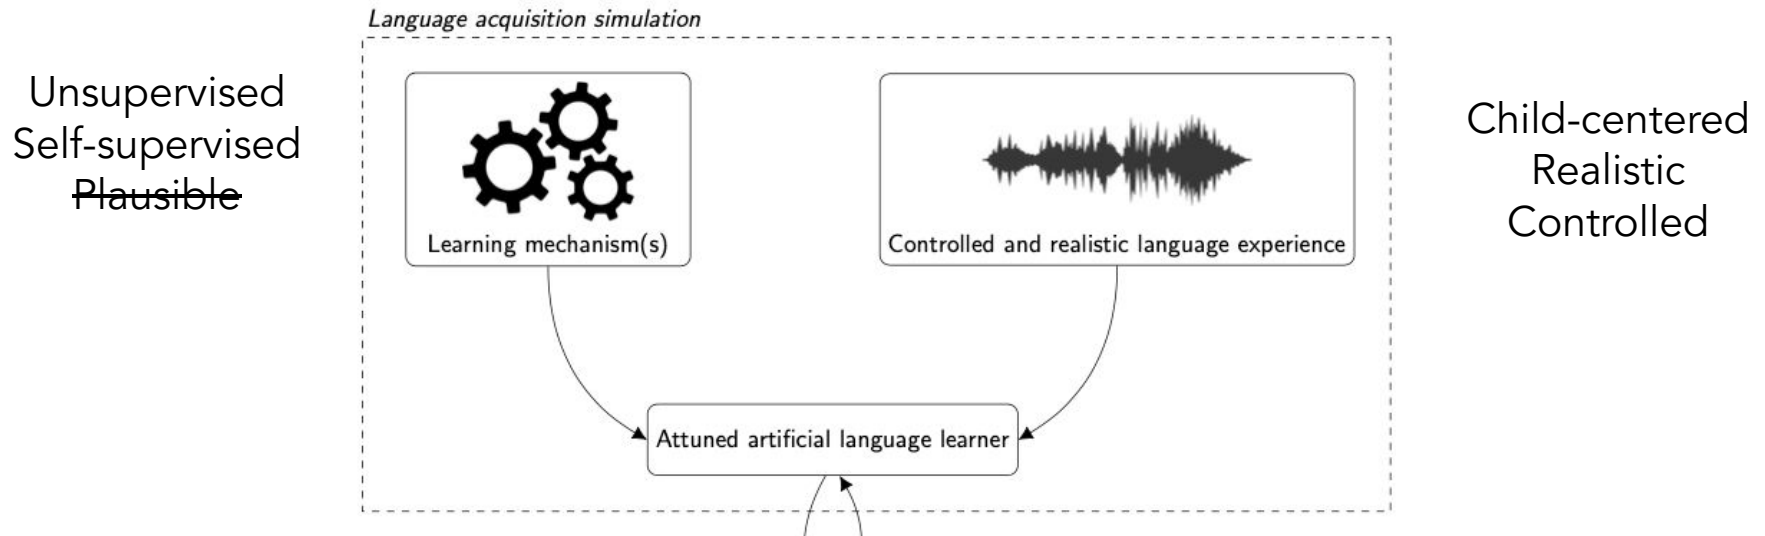 Language acquisition simulation
Unsupervised
Self-supervised
Plausible
Learning mechanism(s)
Controlled and realistic language experience
Child-centered
Realistic
Controlled
Attuned artificial language learner